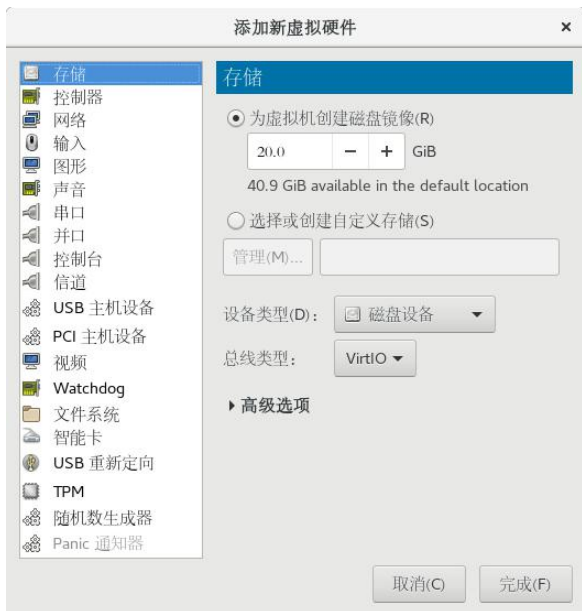 添加新虚拟硬件
存储
控制器
网络
输入
图形
声音
串口
并口
控制台
信道
USB 主机设备
PCI 主机设备
视频
Watchdog
文件系统
智能卡
USB 重新定向
TPM
随机数生成器
Panic 通知器
存储
为虚拟机创建磁盘镜像(R)
20.0 − + GiB
40.9 GiB available in the default location
选择或创建自定义存储(S)
管理(M)...
设备类型(D): 磁盘设备
总线类型: VirtIO
高级选项
取消(C) 完成(F)